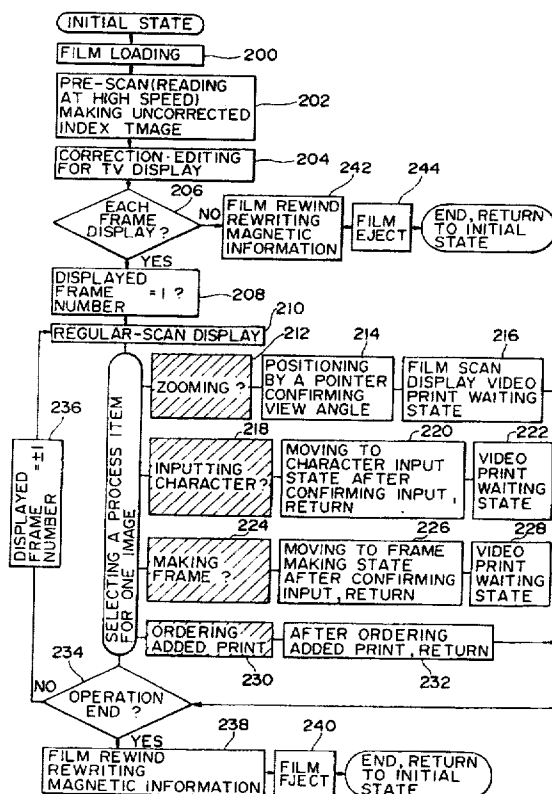 INITIAL STATE
FILM LOADING
200
PRE-SCAN(READING
AT HIGH SPEED)
MAKING UNCORRECTED
INDEX TMAGE
202
CORRECTION·EDITING
FOR TV DISPLAY
204
EACH
FRAME
DISPLAY?
206
NO
242
FILM REWIND
REWRITING
MAGNETIC
INFORMATION
244
FILM
EJECT
END, RETURN
TO INITIAL
STATE
YES
DISPLAYED
FRAME =1 ?
NUMBER
208
210
REGULAR-SCAN DISPLAY
212
214
216
ZOOMING ?
POSITIONING
BY A POINTER
CONFIRMING
VIEW ANGLE
FILM SCAN
DISPLAY VIDEO
PRINT WAITING
STATE
236
DISPLAYED
FRAME =±1
NUMBER
SELECTING A PROCESS ITEM
FOR ONE IMAGE
218
220
222
INPUTTING
CHARACTER?
MOVING TO
CHARACTER INPUT
STATE AFTER
CONFIRMING INPUT,
RETURN
VIDEO
PRINT
WAITING
STATE
224
226
228
MAKING
FRAME ?
MOVING TO FRAME
MAKING STATE
AFTER CONFIRMING
INPUT, RETURN
VIDEO
PRINT
WAITING
STATE
ORDERING
ADDED PRINT
230
AFTER ORDERING
ADDED PRINT, RETURN
232
234
NO
OPERATION
END ?
YES
238
240
FILM REWIND
REWRITING
MAGNETIC INFORMATION
FILM
FJECT
END, RETURN
TO INITIAL
STATE